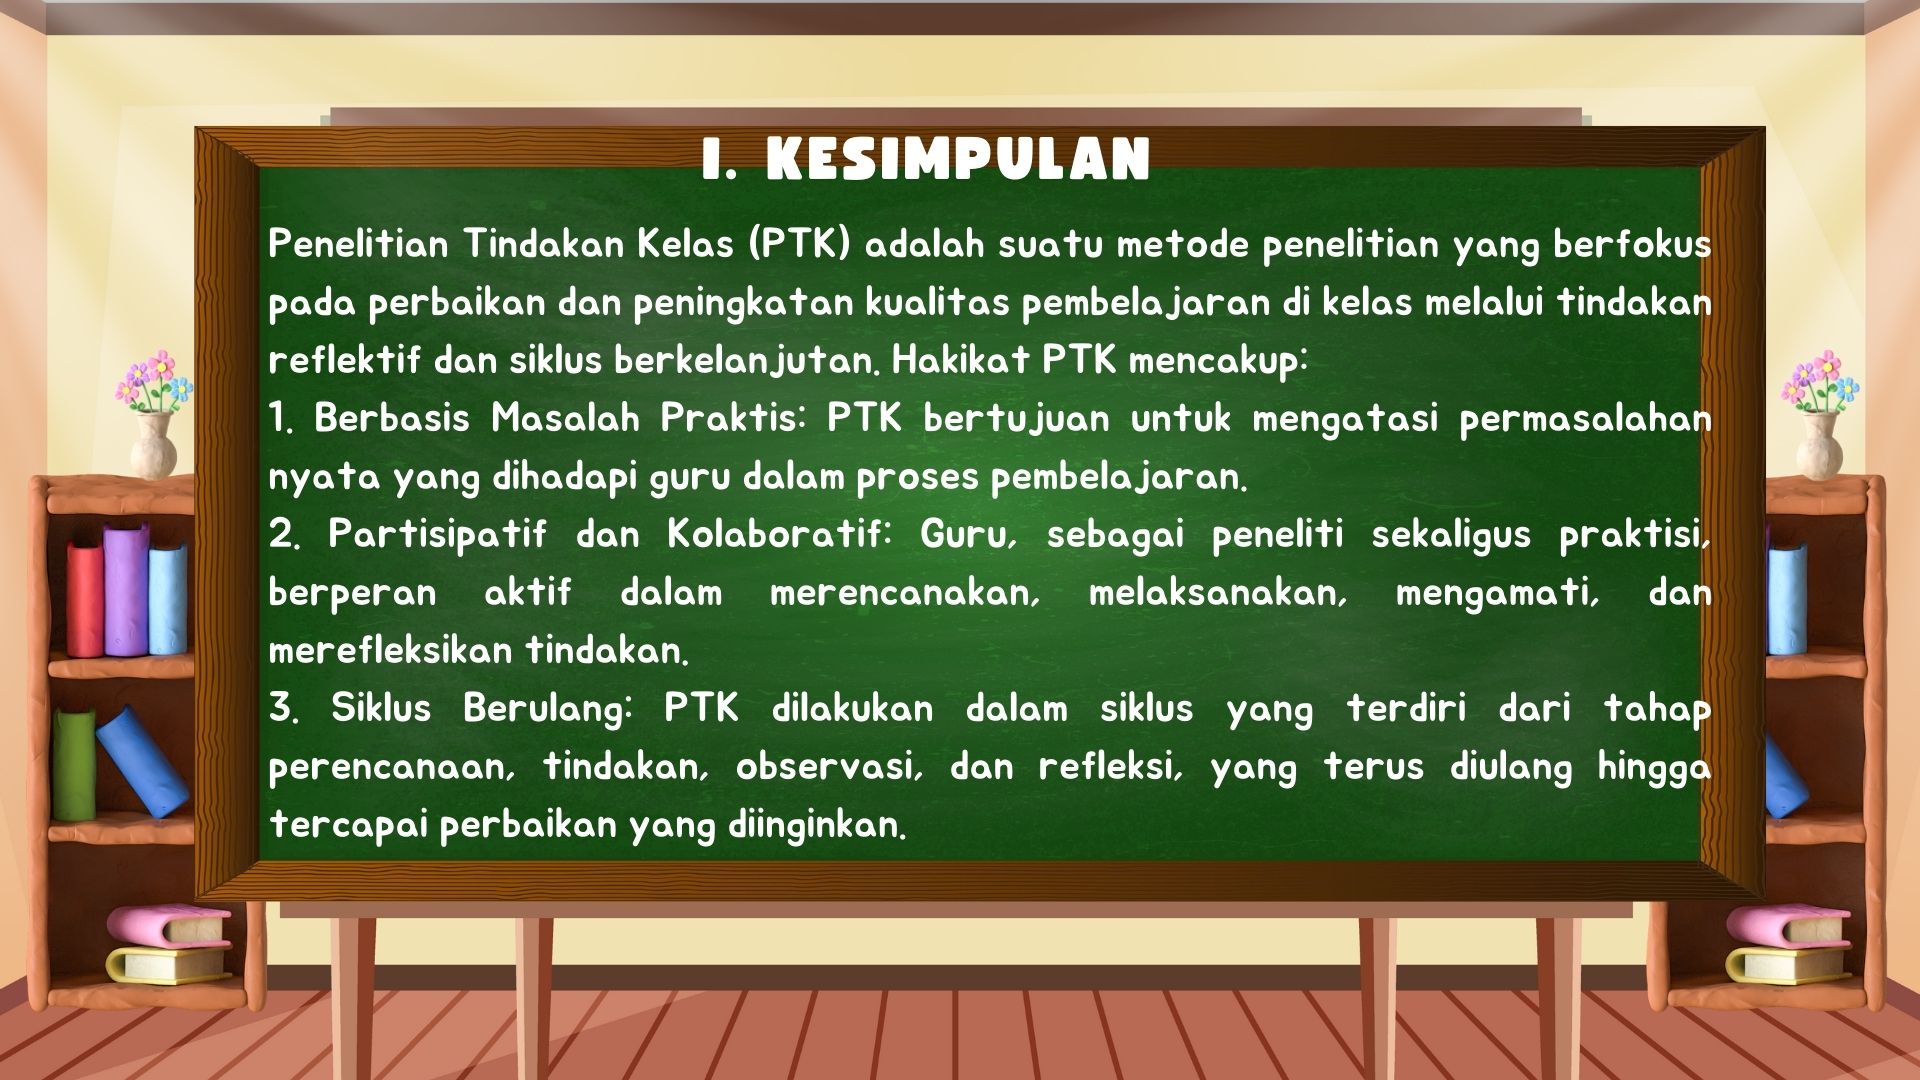 I. KESIMPULAN
Penelitian Tindakan Kelas (PTK) adalah suatu metode penelitian yang berfokus
pada perbaikan dan peningkatan kualitas pembelajaran di kelas melalui tindakan
reflektif dan siklus berkelanjutan. Hakikat PTK mencakup:
1. Berbasis Masalah Praktis: PTK bertujuan untuk mengatasi permasalahan
nyata yang dihadapi guru dalam proses pembelajaran.
2. Partisipatif dan Kolaboratif: Guru, sebagai peneliti sekaligus praktisi,
berperan aktif dalam merencanakan, melaksanakan, mengamati, dan
merefleksikan tindakan.
3. Siklus Berulang: PTK dilakukan dalam siklus yang terdiri dari tahap
perencanaan, tindakan, observasi, dan refleksi, yang terus diulang hingga
tercapai perbaikan yang diinginkan.